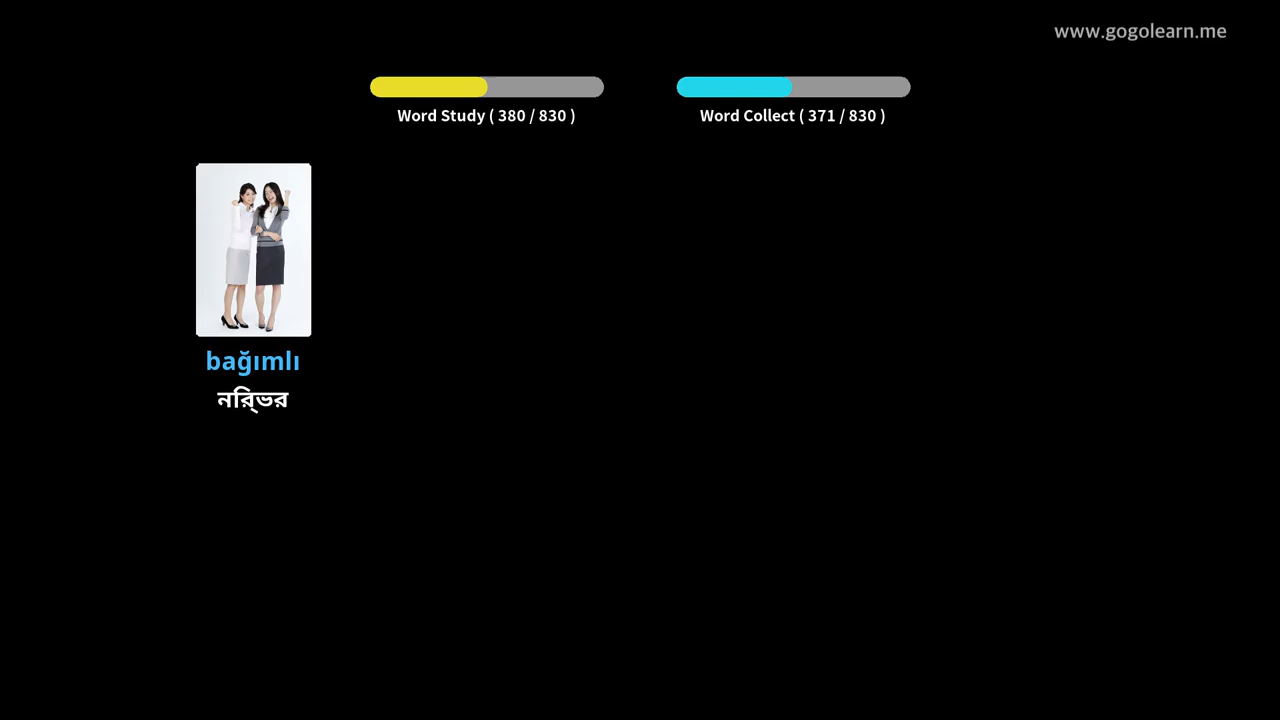 www.gogolearn.me
Word Study ( 380 / 830 )
Word Collect ( 371 / 830 )
bağımlı
নির্ভর